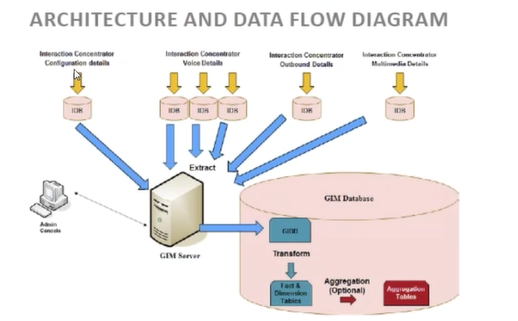 ARCHITECTURE AND DATA FLOW DIAGRAM
Interaction Concentrator
Configuration details
Interaction Concentrator
Voice Details
Interaction Concentrator
Outbound Details
Interaction Concentrator
Multimedia Details
IDB
IDB
IDB
IDB
IDB
IDB
Extract
GIM Database
Admin
Console
GIM Server
GIDB
Transform
Fact &
Dimension
Tables
Aggregation
(Optional)
Aggregation
Tables